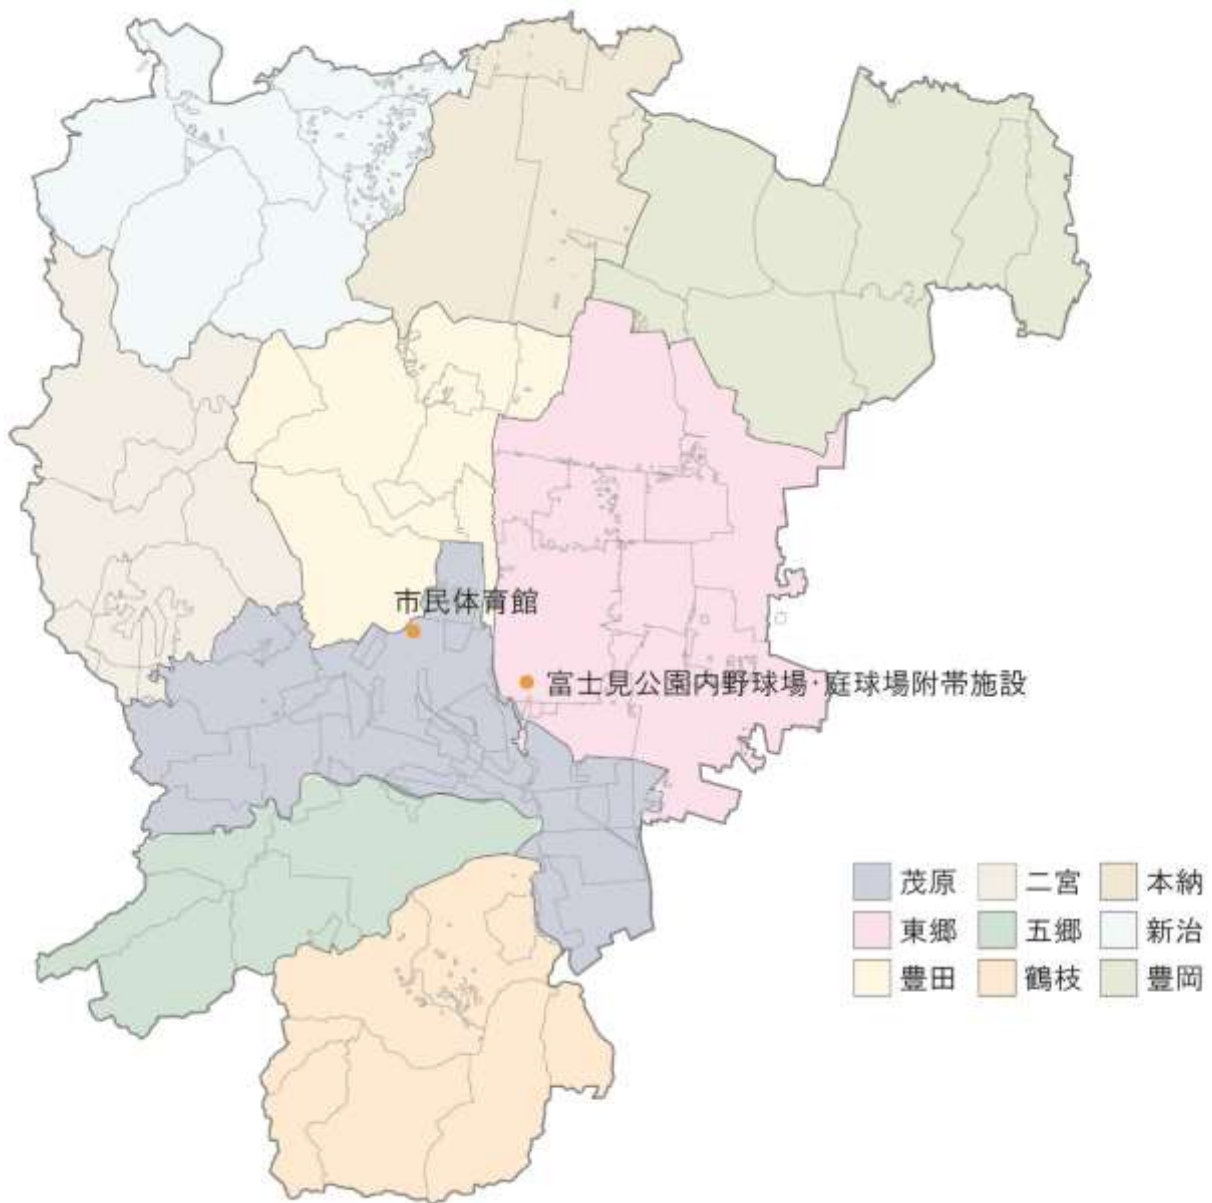 市民体育館
富士見公園内野球場・庭球場附帯施設
茂原 二宮 本納
東郷 五郷 新治
豊田 鶴枝 豊岡